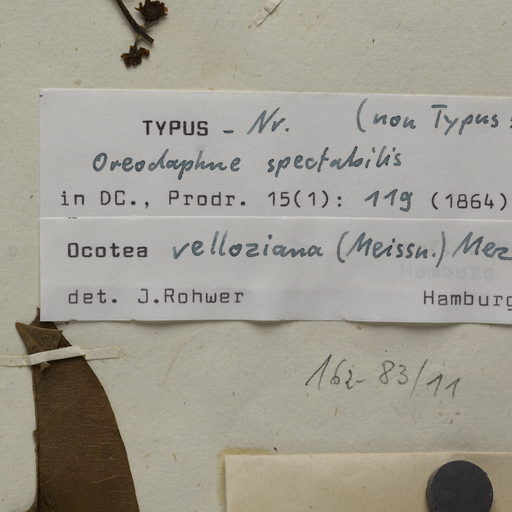 TYPUS - Nr. (non Typus!
Oreodaphne spectabilis
in DC., Prodr. 15(1): 119 (1864)
Ocotea velloziana (Meissn.) Mez
det. J.Rohwer Hamburg
162-83/11